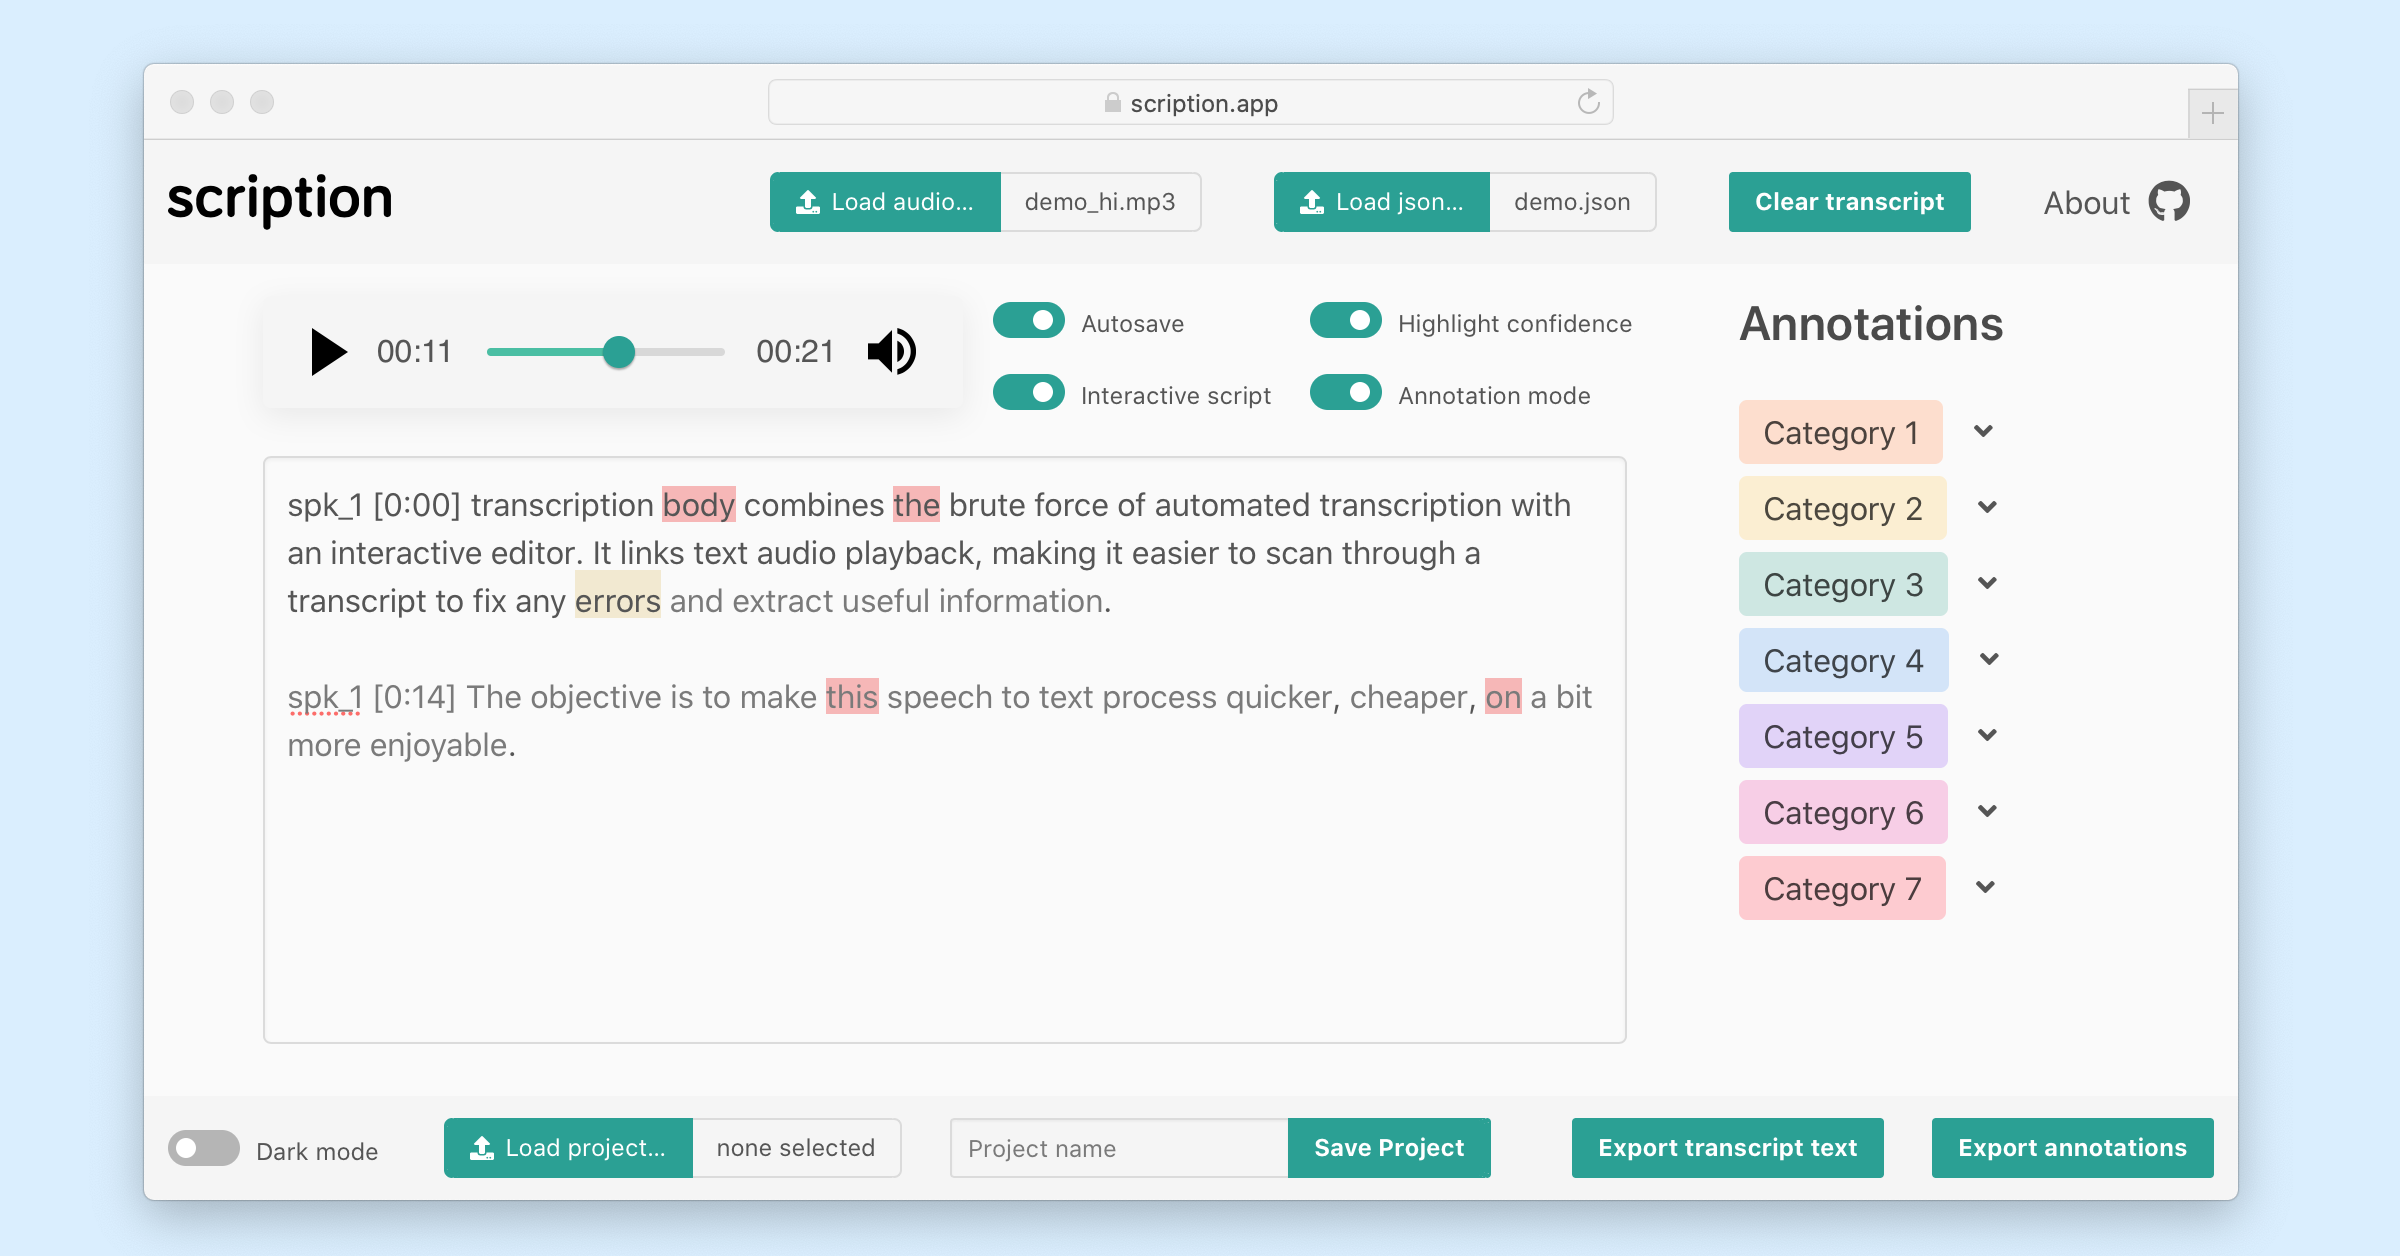 scription.app
scription
Load audio... demo_hi.mp3
Load json... demo.json
Clear transcript
About
00:11 00:21
Autosave
Highlight confidence
Interactive script
Annotation mode
spk_1 [0:00] transcription body combines the brute force of automated transcription with
an interactive editor. It links text audio playback, making it easier to scan through a
transcript to fix any errors and extract useful information.
spk_1 [0:14] The objective is to make this speech to text process quicker, cheaper, on a bit
more enjoyable.
Annotations
Category 1
Category 2
Category 3
Category 4
Category 5
Category 6
Category 7
Dark mode
Load project... none selected
Project name
Save Project
Export transcript text
Export annotations